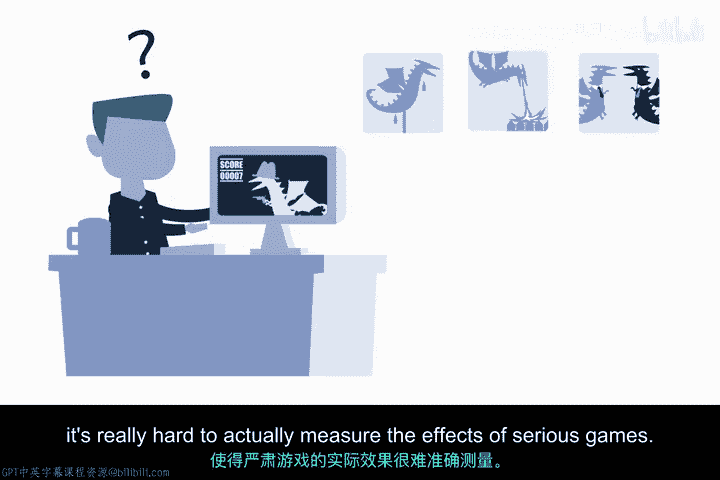 bilibili
?
SCORE
00007
it's really hard to actually measure the effects of serious games.
使得严肃游戏的实际效果很难准确测量。
GPT中英字幕课程资源@bilibili.com